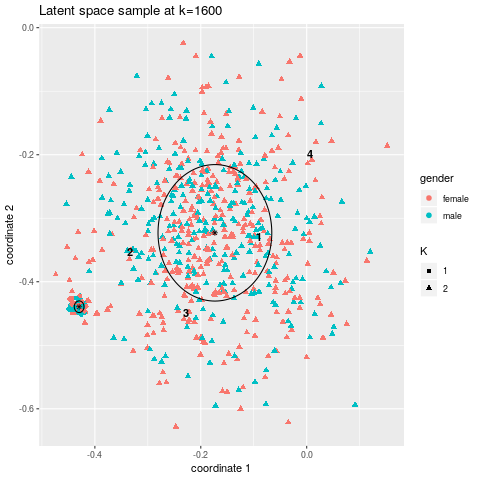 Latent space sample at k=1600
0.0
-0.2
-0.4
-0.6
coordinate 2
4
1
2
3
-0.4
-0.2
0.0
coordinate 1
gender
female
male
K
1
2